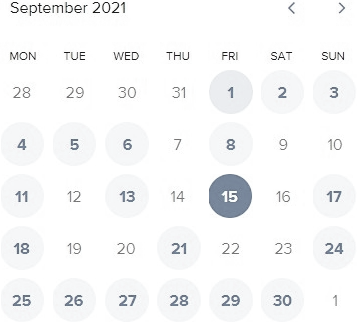 September 2021
MON TUE WED THU FRI SAT SUN
28 29 30 31 1 2 3
4 5 6 7 8 9 10
11 12 13 14 15 16 17
18 19 20 21 22 23 24
25 26 27 28 29 30 1